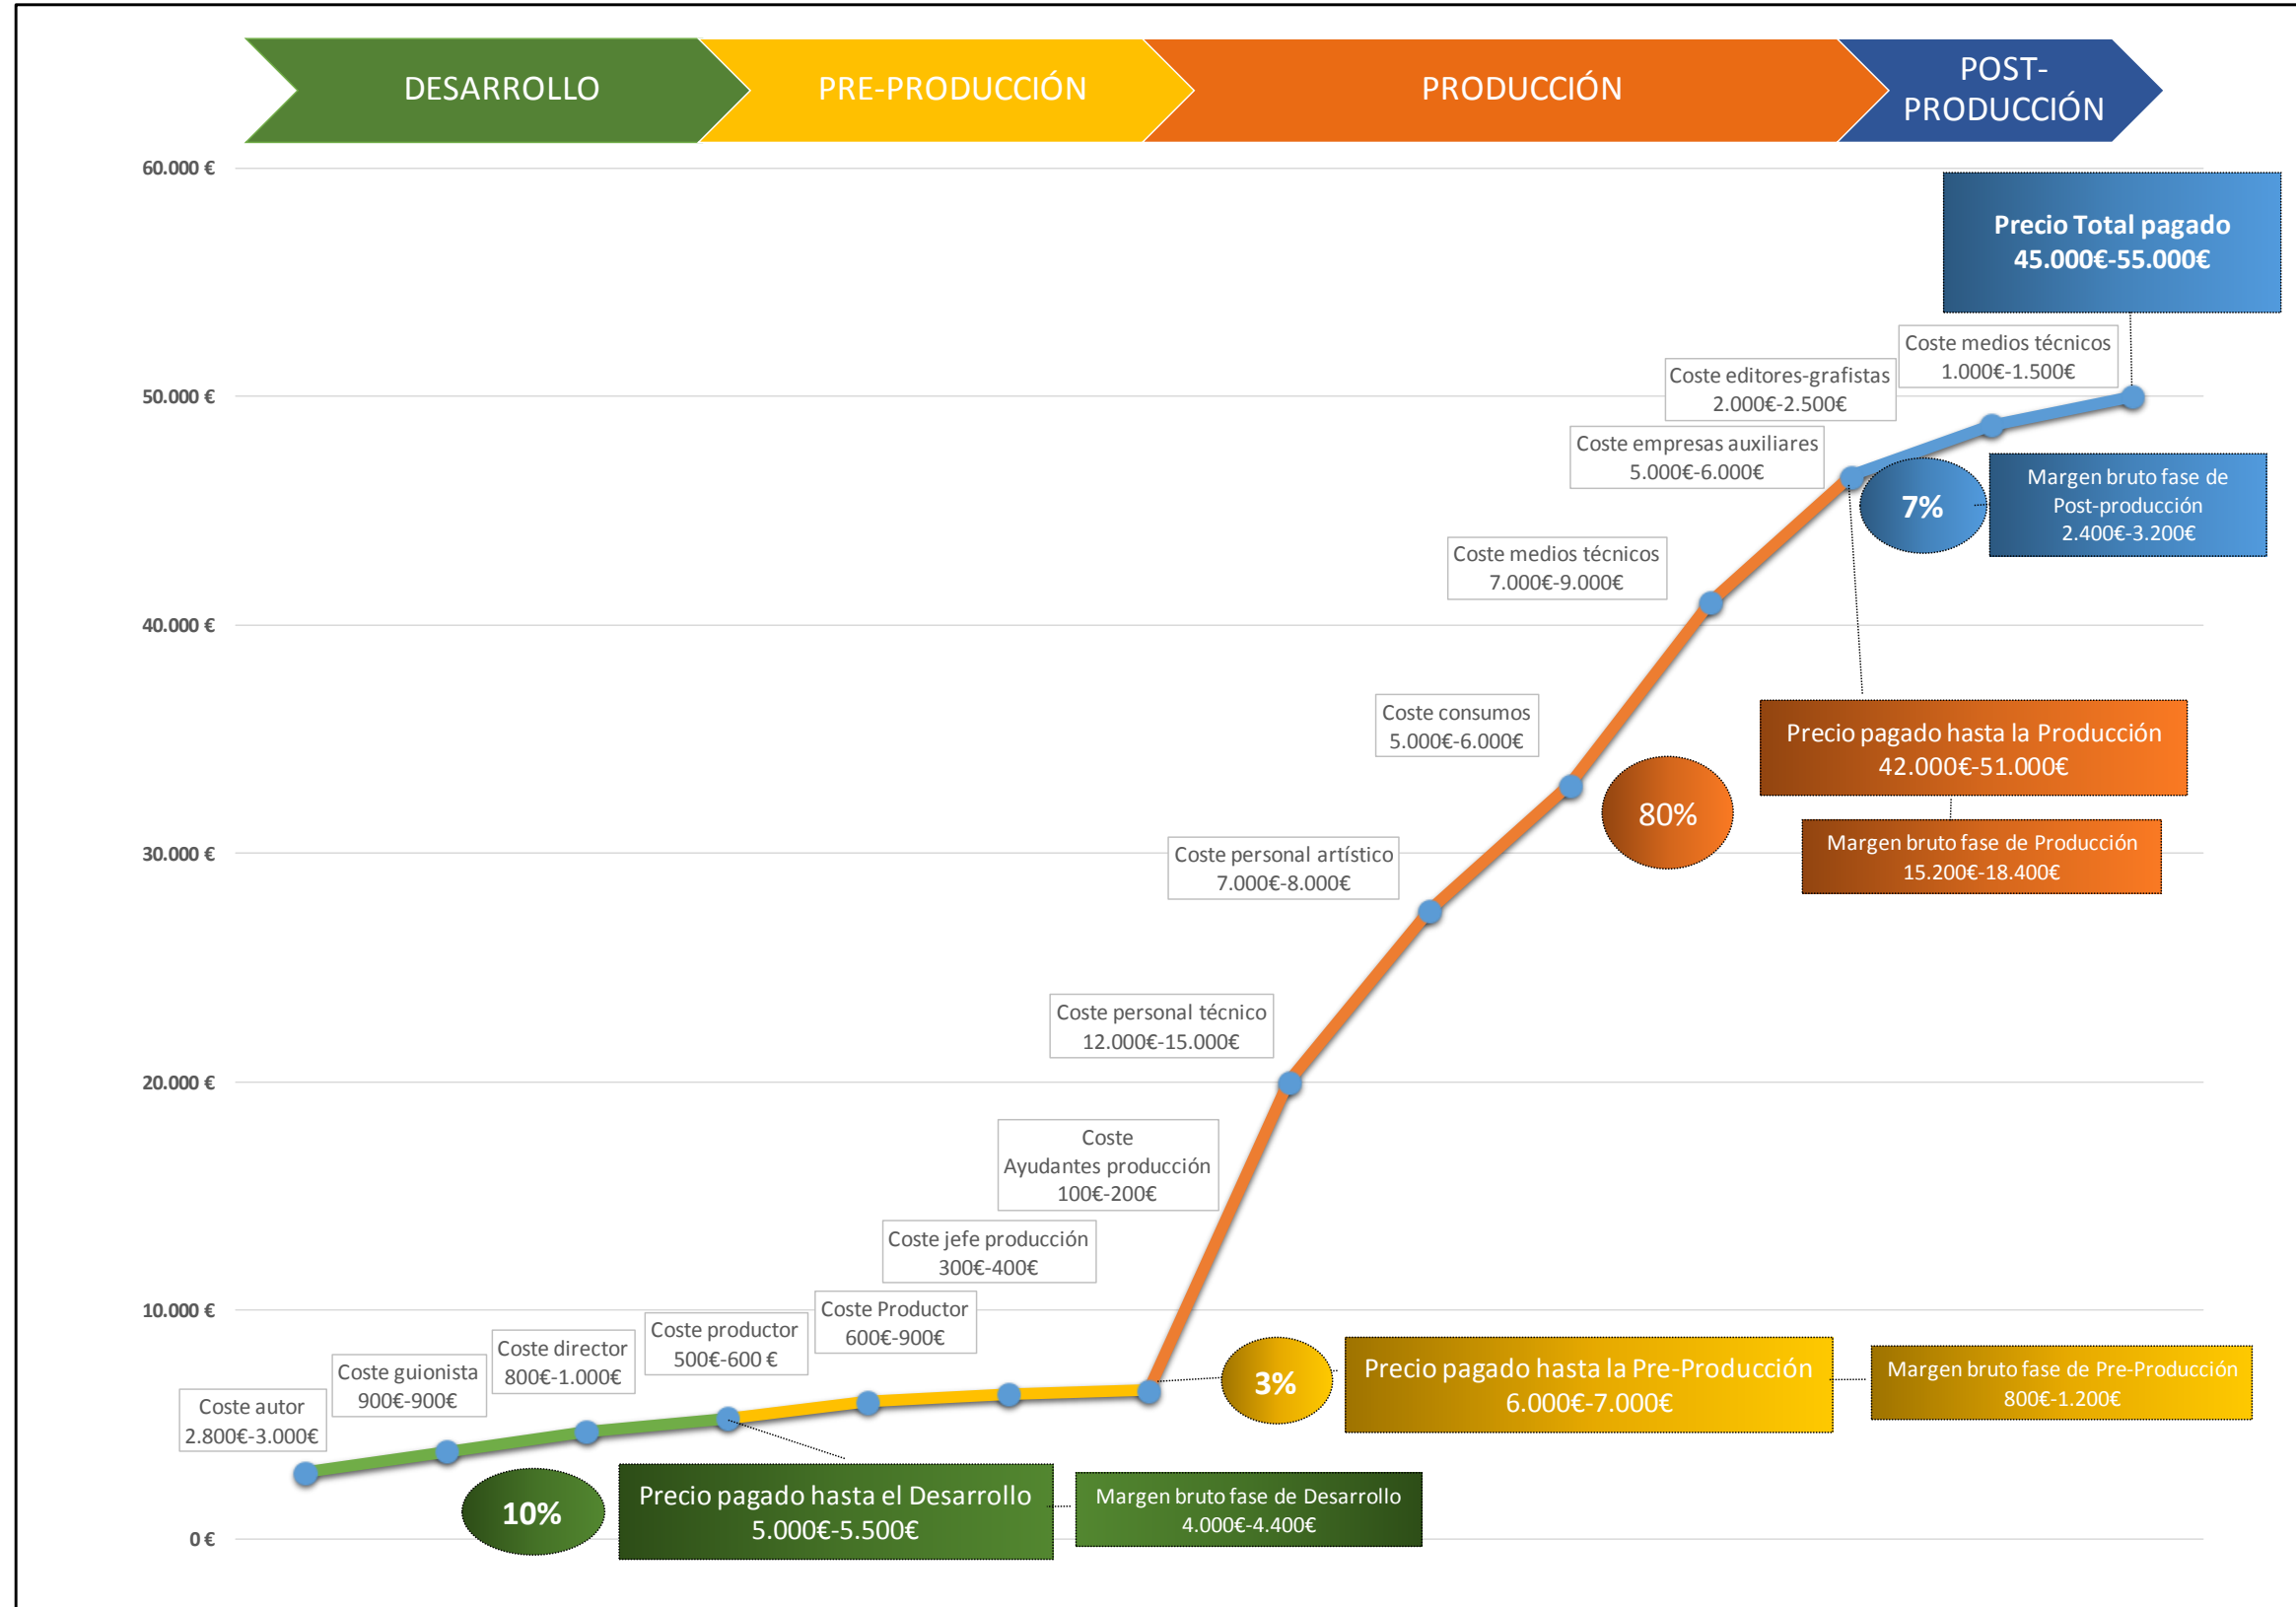 DESARROLLO
PRE-PRODUCCIÓN
PRODUCCIÓN
POST-
PRODUCCIÓN
60.000 €
50.000 €
40.000 €
30.000 €
20.000 €
10.000 €
0 €
Precio Total pagado
45.000€-55.000€
Coste medios técnicos
1.000€-1.500€
Coste editores-grafistas
2.000€-2.500€
Coste empresas auxiliares
5.000€-6.000€
7%
Margen bruto fase de
Post-producción
2.400€-3.200€
Coste medios técnicos
7.000€-9.000€
Coste consumos
5.000€-6.000€
Precio pagado hasta la Producción
42.000€-51.000€
80%
Margen bruto fase de Producción
15.200€-18.400€
Coste personal artístico
7.000€-8.000€
Coste personal técnico
12.000€-15.000€
Coste
Ayudantes producción
100€-200€
Coste jefe producción
300€-400€
Coste Productor
600€-900€
Coste productor
500€-600 €
Coste director
800€-1.000€
Coste guionista
900€-900€
Coste autor
2.800€-3.000€
3%
Precio pagado hasta la Pre-Producción
6.000€-7.000€
Margen bruto fase de Pre-Producción
800€-1.200€
10%
Precio pagado hasta el Desarrollo
5.000€-5.500€
Margen bruto fase de Desarrollo
4.000€-4.400€